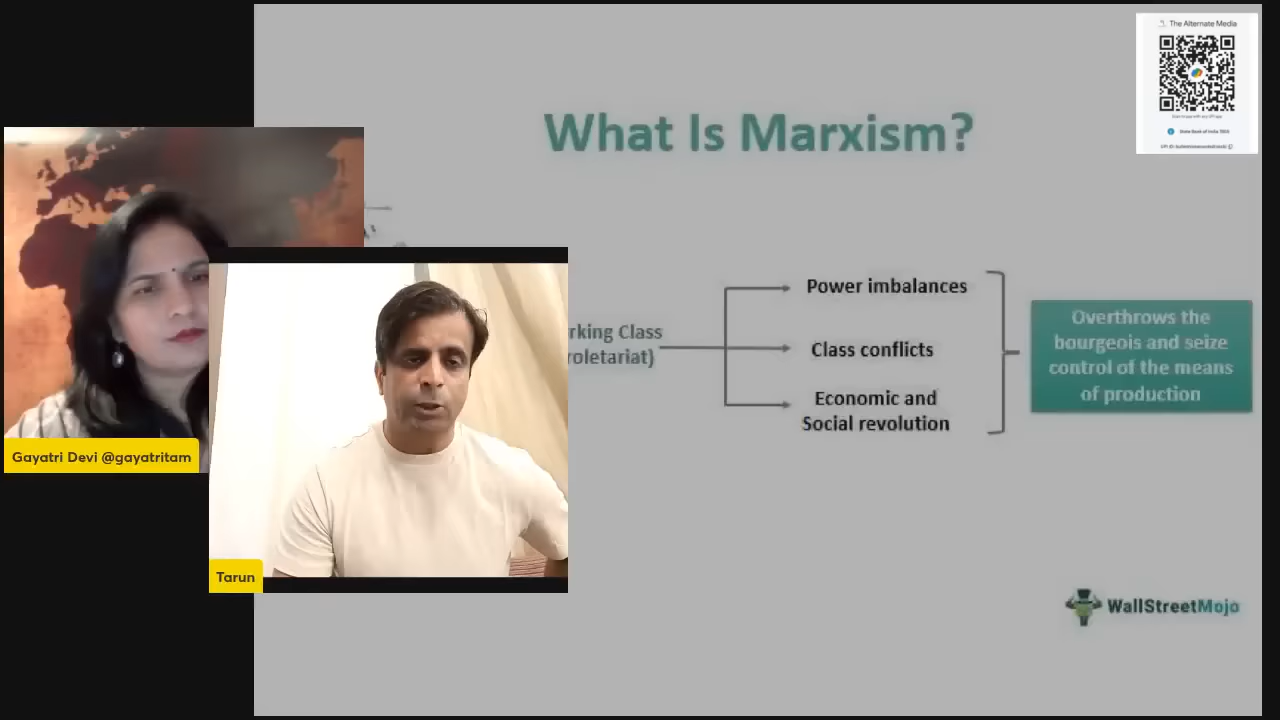 The Alternate Media
What Is Marxism?
rking Class
roletariat)
Power imbalances
Class conflicts
Economic and
Social revolution
Overthrows the
bourgeois and seize
control of the means
of production
Gayatri Devi @gayatritam
Tarun
WallStreetMojo